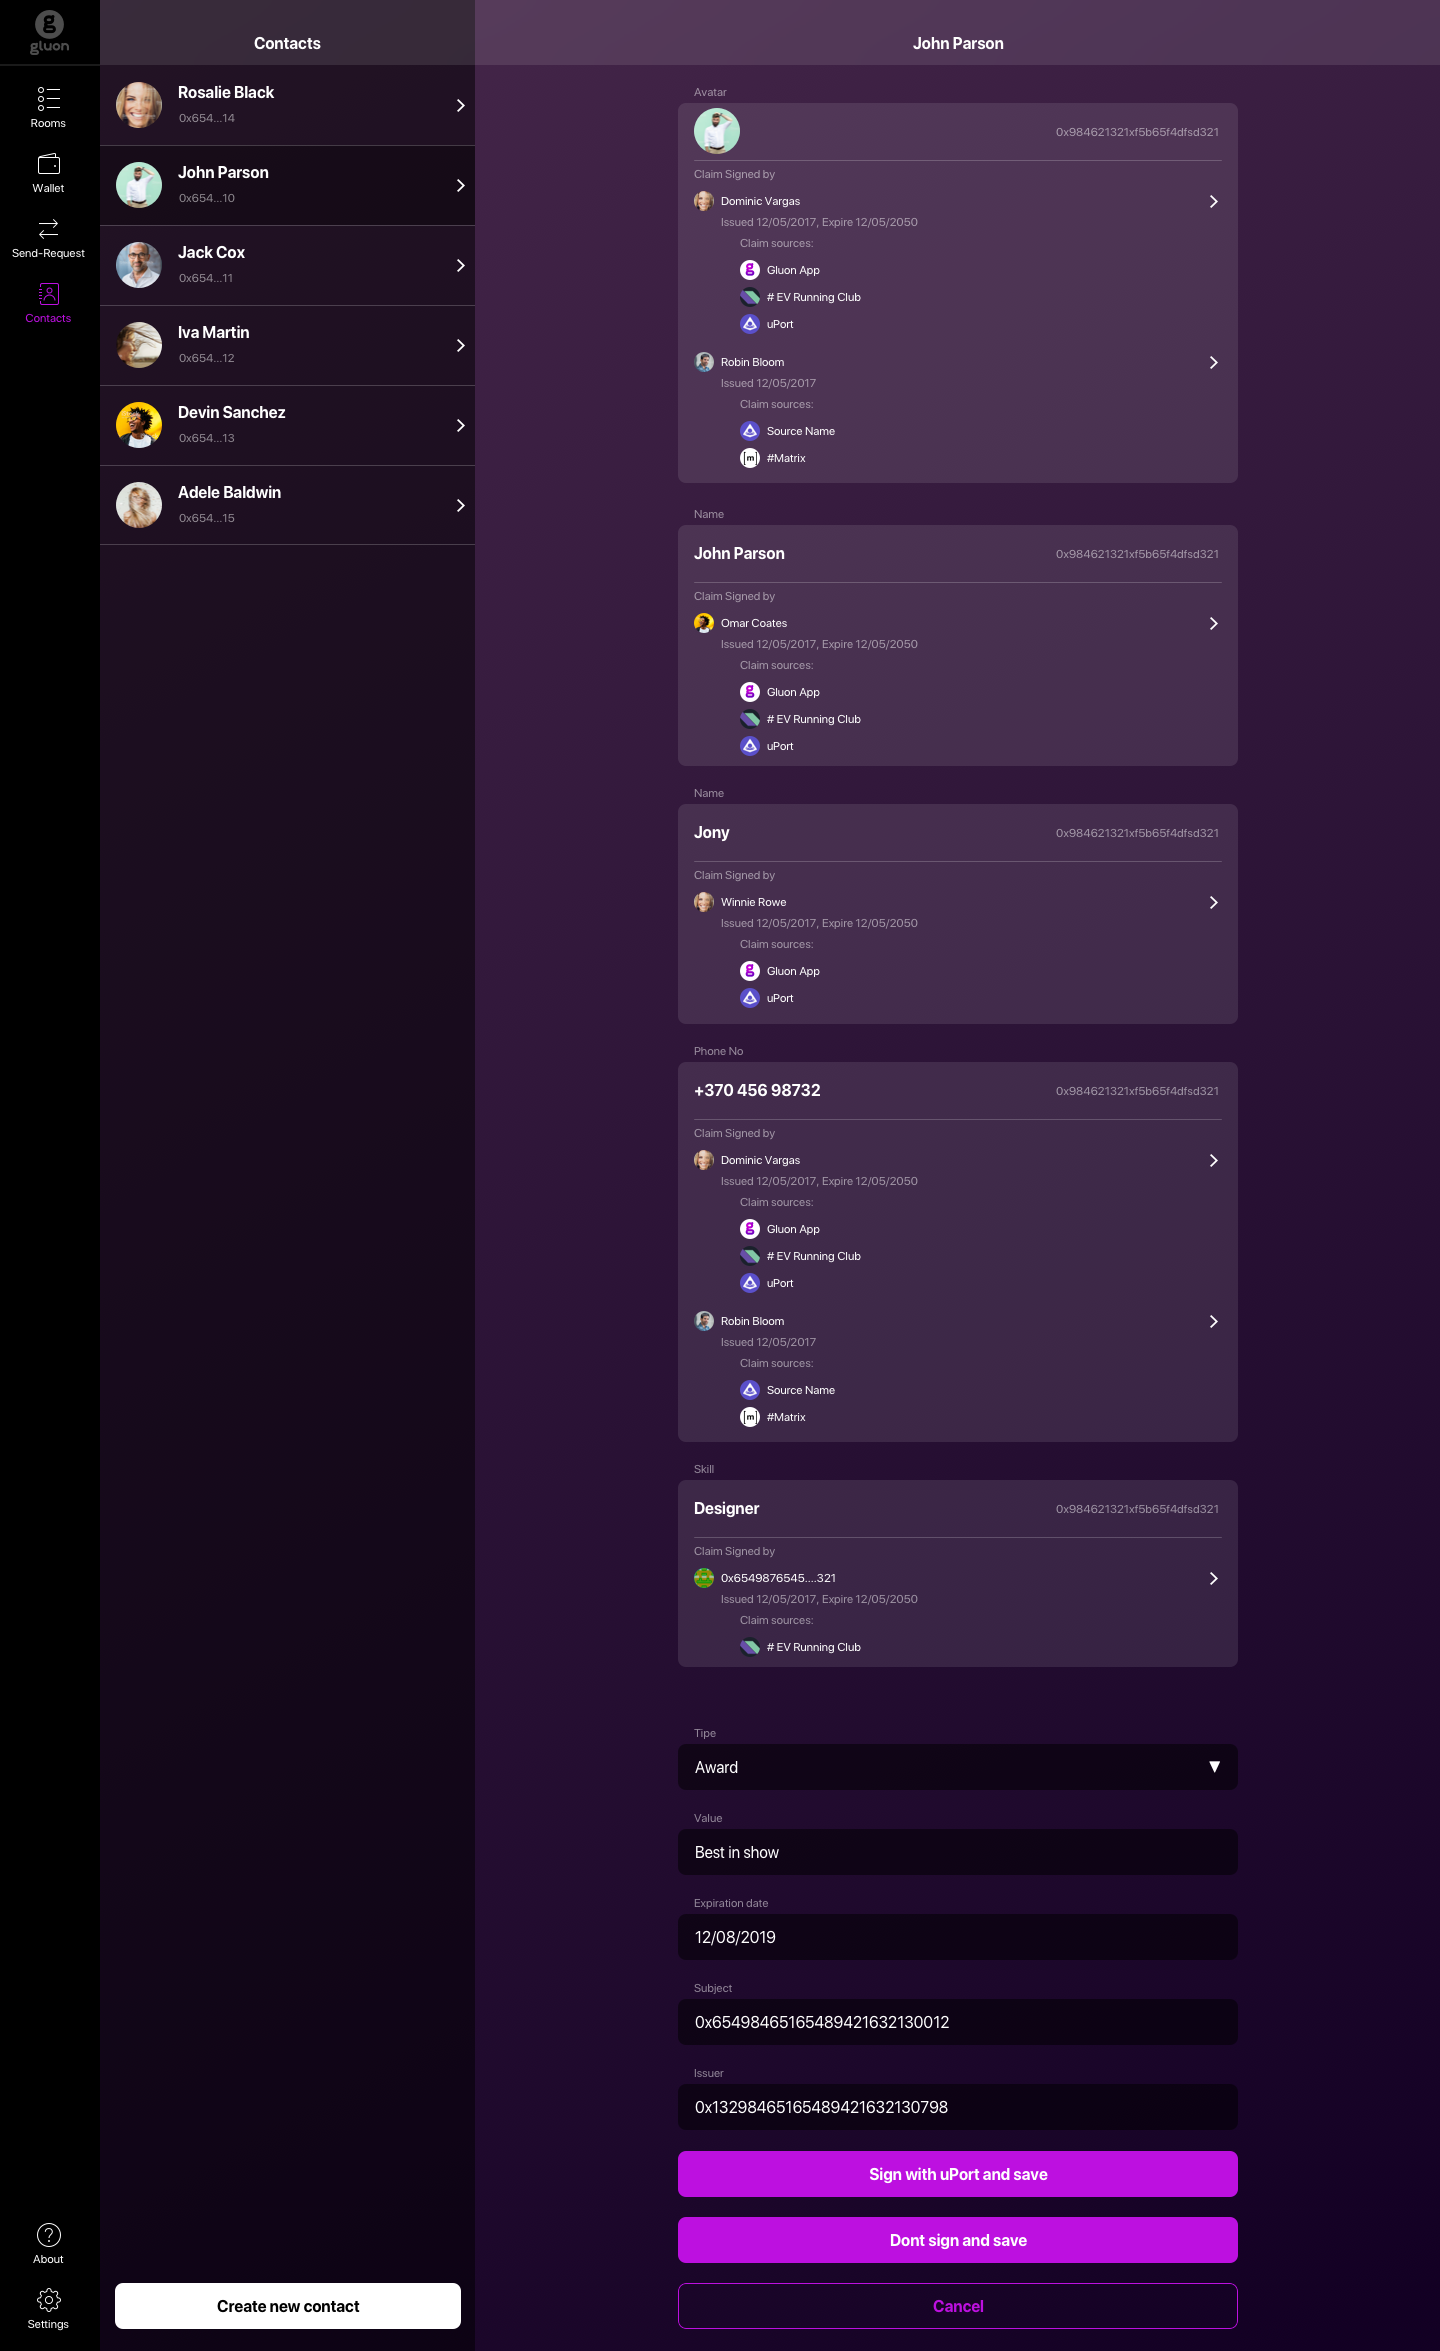 gluon
Rooms
Wallet
Send-Request
Contacts
About
Settings
Contacts
Rosalie Black
0x654...14
John Parson
0x654...10
Jack Cox
0x654...11
Iva Martin
0x654...12
Devin Sanchez
0x654...13
Adele Baldwin
0x654...15
Create new contact
John Parson
Avatar
0x984621321xf5b65f4dfsd321
Claim Signed by
Dominic Vargas
Issued 12/05/2017, Expire 12/05/2050
Claim sources:
Gluon App
# EV Running Club
uPort
Robin Bloom
Issued 12/05/2017
Claim sources:
Source Name
[m] #Matrix
Name
John Parson 0x984621321xf5b65f4dfsd321
Claim Signed by
Omar Coates
Issued 12/05/2017, Expire 12/05/2050
Claim sources:
Gluon App
# EV Running Club
uPort
Name
Jony 0x984621321xf5b65f4dfsd321
Claim Signed by
Winnie Rowe
Issued 12/05/2017, Expire 12/05/2050
Claim sources:
Gluon App
uPort
Phone No
+370 456 98732 0x984621321xf5b65f4dfsd321
Claim Signed by
Dominic Vargas
Issued 12/05/2017, Expire 12/05/2050
Claim sources:
Gluon App
# EV Running Club
uPort
Robin Bloom
Issued 12/05/2017
Claim sources:
Source Name
[m] #Matrix
Skill
Designer 0x984621321xf5b65f4dfsd321
Claim Signed by
0x6549876545....321
Issued 12/05/2017, Expire 12/05/2050
Claim sources:
# EV Running Club
Tipe
Award
Value
Best in show
Expiration date
12/08/2019
Subject
0x65498465165489421632130012
Issuer
0x13298465165489421632130798
Sign with uPort and save
Dont sign and save
Cancel